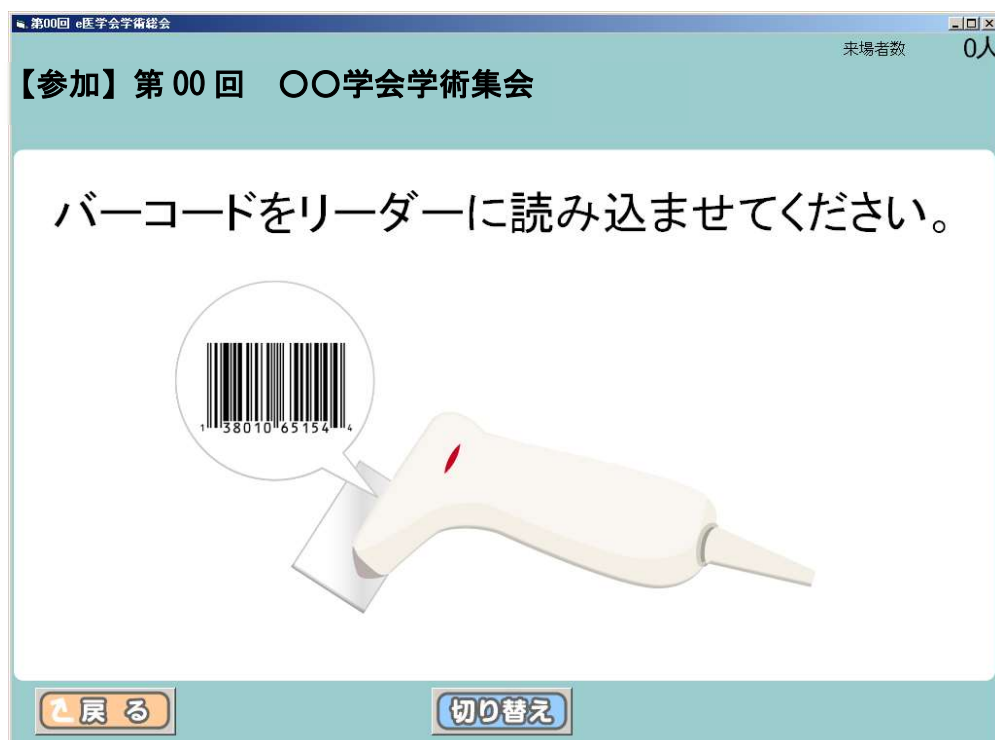 第00回 e医学会学術総会
来場者数 0人
【参加】第 00 回 〇〇学会学術集会
バーコードをリーダーに読み込ませてください。
1 38010 65154 4
戻る
切り替え